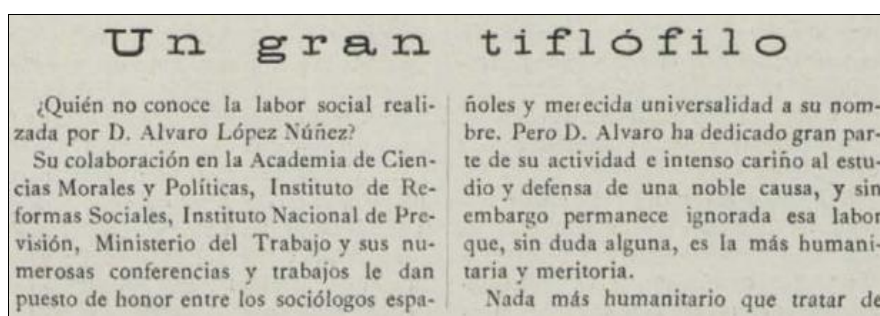 Un gran tiflófilo
¿Quién no conoce la labor social reali-
zada por D. Alvaro López Núñez?
Su colaboración en la Academia de Cien-
cias Morales y Políticas, Instituto de Re-
formas Sociales, Instituto Nacional de Pre-
visión, Ministerio del Trabajo y sus nu-
merosas conferencias y trabajos le dan
puesto de honor entre los sociólogos espa-
ñoles y merecida universalidad a su nom-
bre. Pero D. Alvaro ha dedicado gran par-
te de su actividad e intenso cariño al estu-
dio y defensa de una noble causa, y sin
embargo permanece ignorada esa labor
que, sin duda alguna, es la más humani-
taria y meritoria.
Nada más humanitario que tratar de